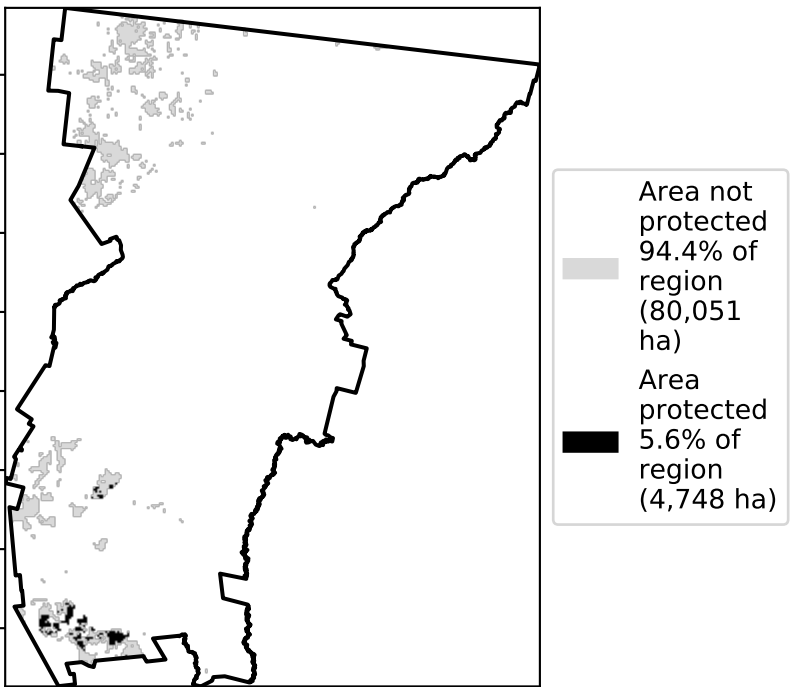 Area not
protected
94.4% of
region
(80,051
ha)
Area
protected
5.6% of
region
(4,748 ha)